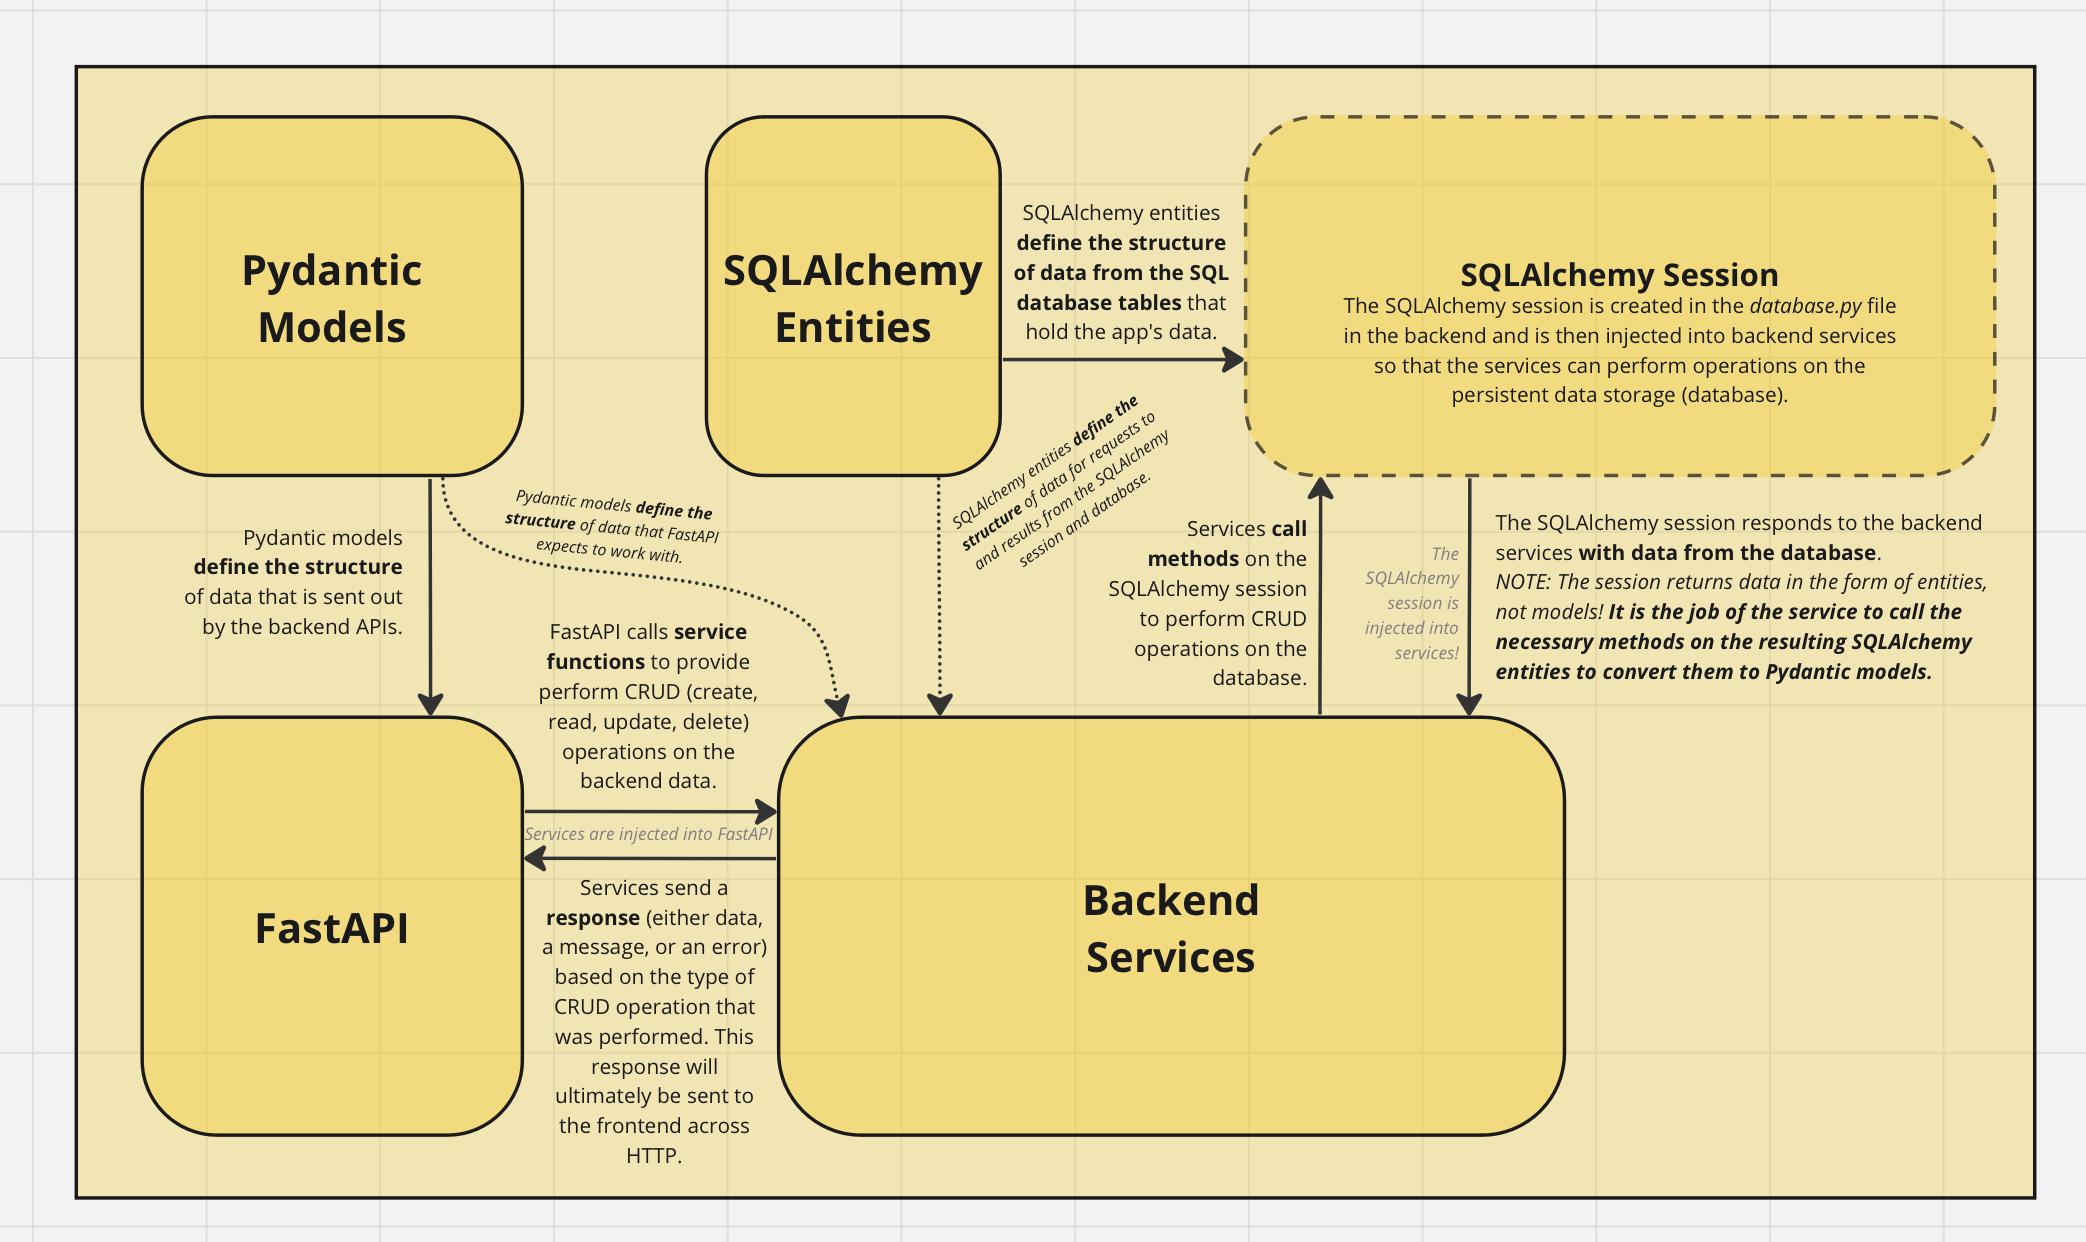 Pydantic
Models
SQLAlchemy
Entities
SQLAlchemy entities
define the structure
of data from the SQL
database tables that
hold the app's data.
SQLAlchemy Session
The SQLAlchemy session is created in the database.py file
in the backend and is then injected into backend services
so that the services can perform operations on the
persistent data storage (database).
Pydantic models
define the structure
of data that is sent out
by the backend APIs.
Pydantic models define the
structure of data that FastAPI
expects to work with.
SQLAlchemy entities define the
structure of data for requests to
and results from the SQLAlchemy
session and database.
Services call
methods on the
SQLAlchemy session
to perform CRUD
operations on the
database.
The
SQLAlchemy
session is
injected into
services!
The SQLAlchemy session responds to the backend
services with data from the database.
NOTE: The session returns data in the form of entities,
not models! It is the job of the service to call the
necessary methods on the resulting SQLAlchemy
entities to convert them to Pydantic models.
FastAPI calls service
functions to provide
perform CRUD (create,
read, update, delete)
operations on the
backend data.
Services are injected into FastAPI
Services send a
response (either data,
a message, or an error)
based on the type of
CRUD operation that
was performed. This
response will
ultimately be sent to
the frontend across
HTTP.
FastAPI
Backend
Services